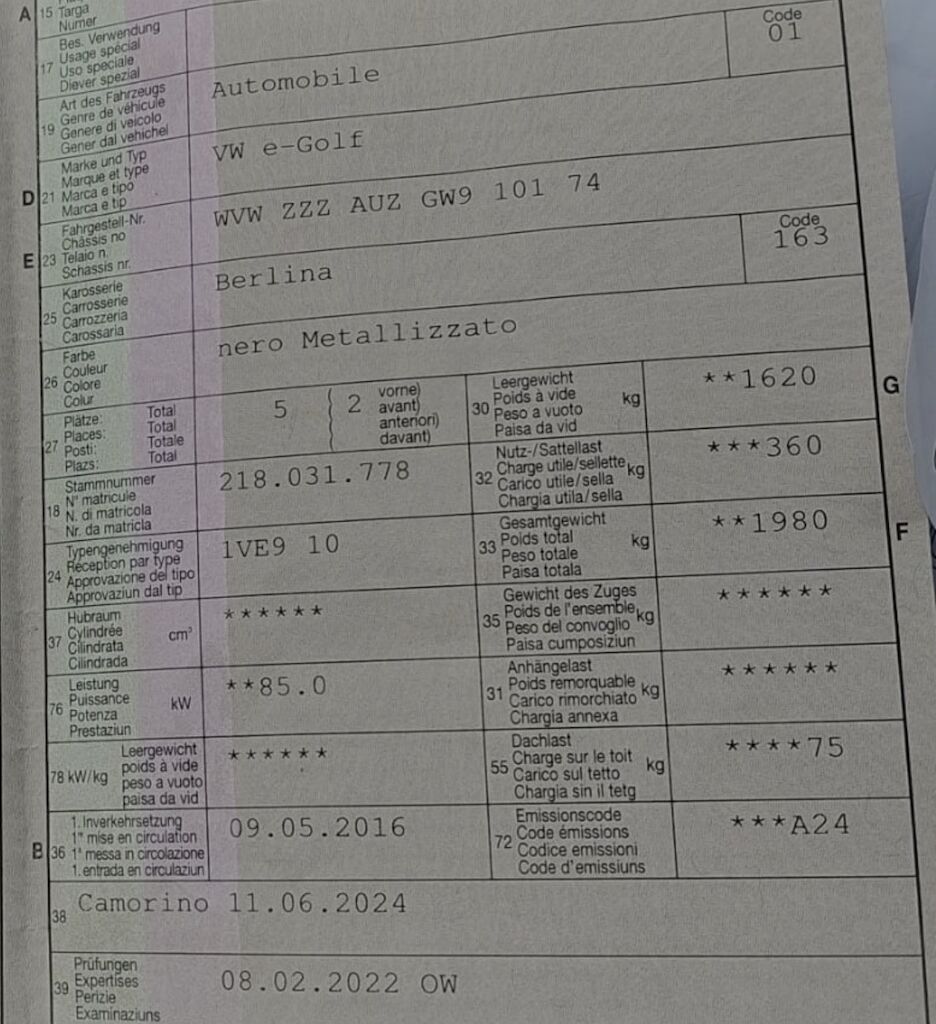 A 15 Targa
Numer
Bes. Verwendung
Usage spécial
17 Uso speciale
Diever spezial
Code
01
Art des Fahrzeugs
Genre de véhicule
19 Genere di veicolo
Gener dal vehichel
Automobile
Marke und Typ
Marque et type
D 21 Marca e tipo
Marca e tip
VW e-Golf
Fahrgestell-Nr.
Châssis no
E 23 Telaio n.
Schassis nr.
WVW ZZZ AUZ GW9 101 74
Karosserie
Carrosserie
25 Carrozzeria
Carossaria
Berlina
Code
163
Farbe
Couleur
26 Colore
Colur
nero Metallizzato
Plätze: Total
Places: Total
27 Posti: Totale
Plazs: Total
5 ( 2 vorne)
avant)
anteriori)
davant)
Leergewicht
30 Poids à vide kg
Peso a vuoto
Paisa da vid
**1620 G
Stammnummer
N° matricule
18 N. di matricola
Nr. da matricla
218.031.778
Nutz-/Sattellast
32 Charge utile/sellette kg
Carico utile/sella
Chargia utila/sella
***360
Typengenehmigung
Réception par type
24 Approvazione del tipo
Approvaziun dal tip
1VE9 10
Gesamtgewicht
33 Poids total kg
Peso totale
Paisa totala
**1980 F
Hubraum
37 Cylindrée cm³
Cilindrata
Cilindrada
******
Gewicht des Zuges
35 Poids de l'ensemble kg
Peso del convoglio
Paisa cumposiziun
******
Leistung
76 Puissance kW
Potenza
Prestaziun
**85.0
Anhängelast
31 Poids remorquable kg
Carico rimorchiato
Chargia annexa
******
Leergewicht
78 kW/kg poids à vide
peso a vuoto
paisa da vid
******
Dachlast
55 Charge sur le toit kg
Carico sul tetto
Chargia sin il tetg
****75
1. Inverkehrsetzung
1re mise en circulation
B 36 1a messa in circolazione
1. entrada en circulaziun
09.05.2016
Emissionscode
72 Code émissions
Codice emissioni
Code d'emissiuns
***A24
38 Camorino 11.06.2024
Prüfungen
39 Expertises
Perizie
Examinaziuns
08.02.2022 OW